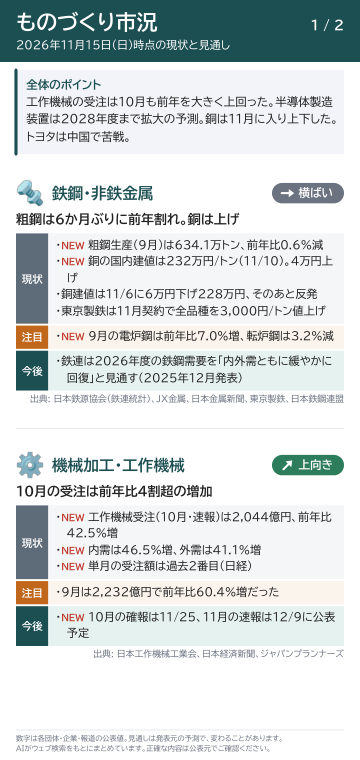 ものづくり市況
1 / 2
2026年11月15日(日)時点の現状と見通し
全体のポイント
工作機械の受注は10月も前年を大きく上回った。半導体製造
装置は2028年度まで拡大の予測。銅は11月に入り上下した。
トヨタは中国で苦戦。
鉄鋼・非鉄金属
→ 横ばい
粗鋼は6か月ぶりに前年割れ。銅は上げ
現状
・NEW 粗鋼生産(9月)は634.1万トン、前年比0.6%減
・NEW 銅の国内建値は232万円/トン(11/10)。4万円上
げ
・銅建値は11/6に6万円下げ228万円、そのあと反発
・東京製鉄は11月契約で全品種を3,000円/トン値上げ
注目
・NEW 9月の電炉鋼は前年比7.0%増、転炉鋼は3.2%減
今後
・鉄連は2026年度の鉄鋼需要を「内外需ともに緩やかに
回復」と見通す(2025年12月発表)
出典: 日本鉄源協会(鉄連統計)、JX金属、日本金属新聞、東京製鉄、日本鉄鋼連盟
機械加工・工作機械
↗ 上向き
10月の受注は前年比4割超の増加
現状
・NEW 工作機械受注(10月・速報)は2,044億円、前年比
42.5%増
・NEW 内需は46.5%増、外需は41.1%増
・NEW 単月の受注額は過去2番目(日経)
注目
・9月は2,232億円で前年比60.4%増だった
今後
・NEW 10月の確報は11/25、11月の速報は12/9に公表
予定
出典: 日本工作機械工業会、日本経済新聞、ジャパンプランナーズ
数字は各団体・企業・報道の公表値。見通しは発表元の予測で、変わることがあります。
AIがウェブ検索をもとにまとめています。正確な内容は公表元でご確認ください。